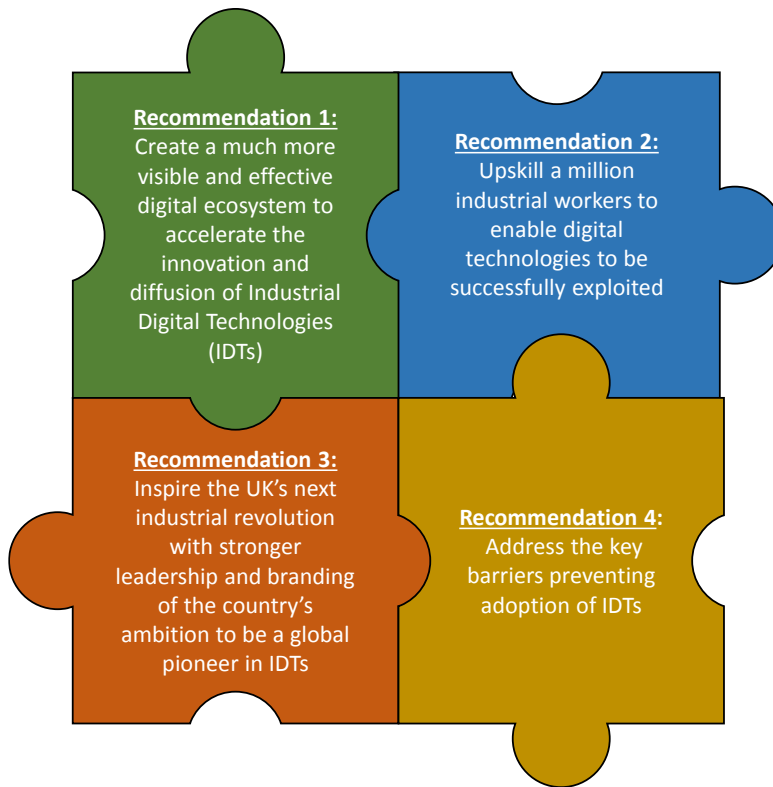 Recommendation 1:
Create a much more
visible and effective
digital ecosystem to
accelerate the
innovation and
diffusion of Industrial
Digital Technologies
(IDTs)
Recommendation 2:
Upskill a million
industrial workers to
enable digital
technologies to be
successfully exploited
Recommendation 3:
Inspire the UK’s next
industrial revolution
with stronger
leadership and branding
of the country’s
ambition to be a global
pioneer in IDTs
Recommendation 4:
Address the key
barriers preventing
adoption of IDTs